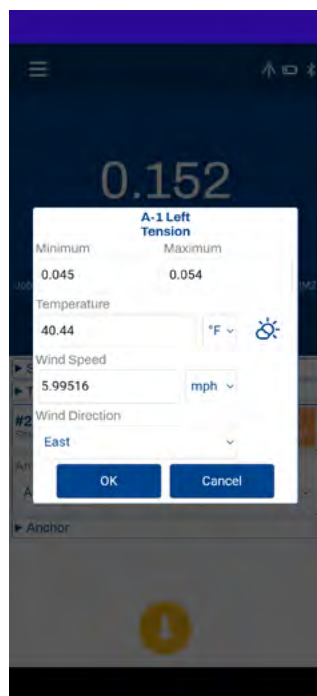 0.152
A-1 Left
Tension
Minimum Maximum
0.045 0.054
Temperature
40.44 °F
Wind Speed
5.99516 mph
Wind Direction
#2
East
OK Cancel
Anchor